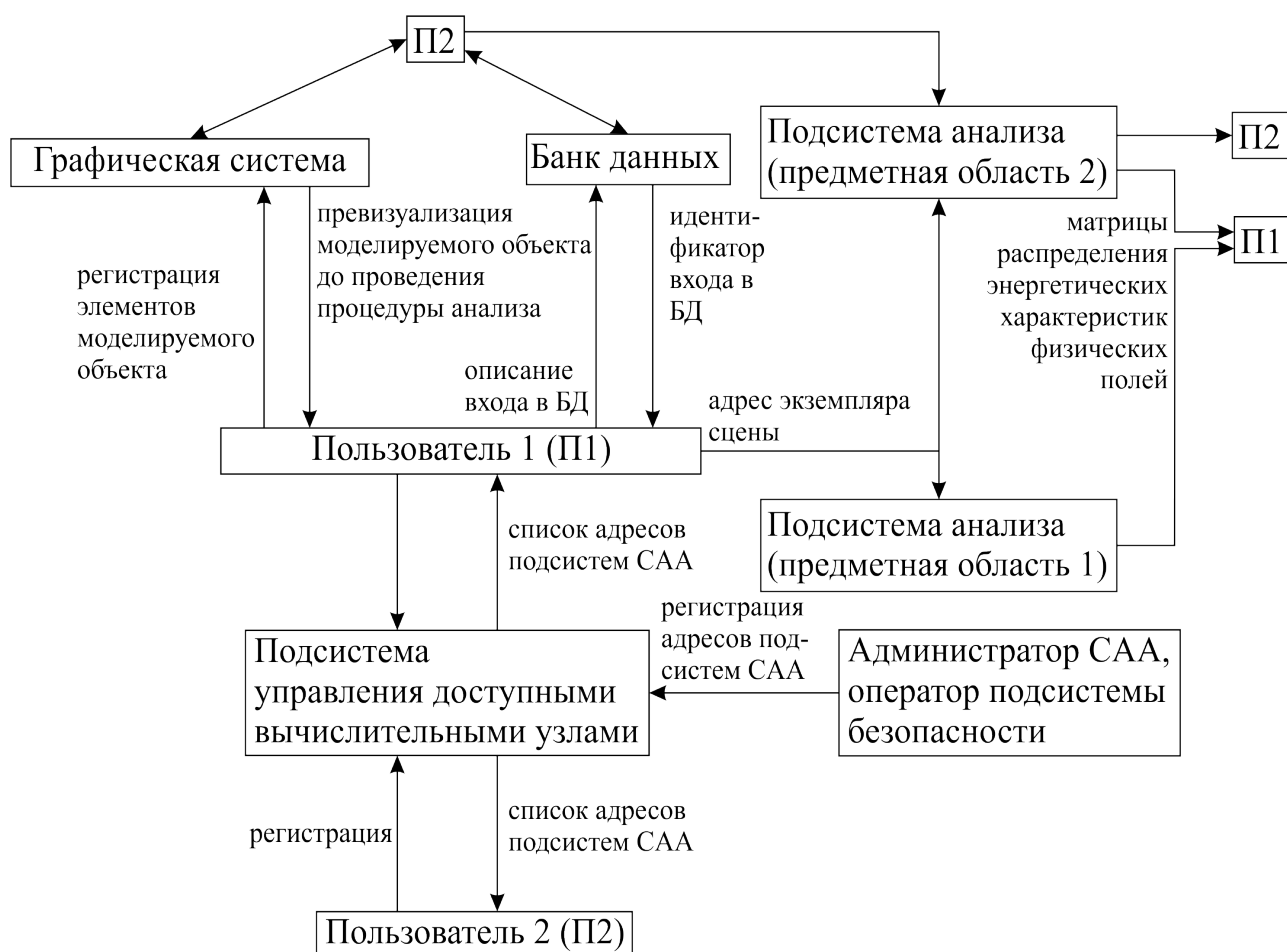 П2
Графическая система
Банк данных
Подсистема анализа
(предметная область 2)
П2
П1
регистрация
элементов
моделируемого
объекта
превизуализация
моделируемого объекта
до проведения
процедуры анализа
описание
входа в БД
иденти-
фикатор
входа в
БД
матрицы
распределения
энергетических
характеристик
физических
полей
адрес экземпляра
сцены
Пользователь 1 (П1)
Подсистема анализа
(предметная область 1)
список адресов
подсистем САА
регистрация
адресов под-
систем САА
Подсистема
управления доступными
вычислительными узлами
Администратор САА,
оператор подсистемы
безопасности
регистрация
список адресов
подсистем САА
Пользователь 2 (П2)